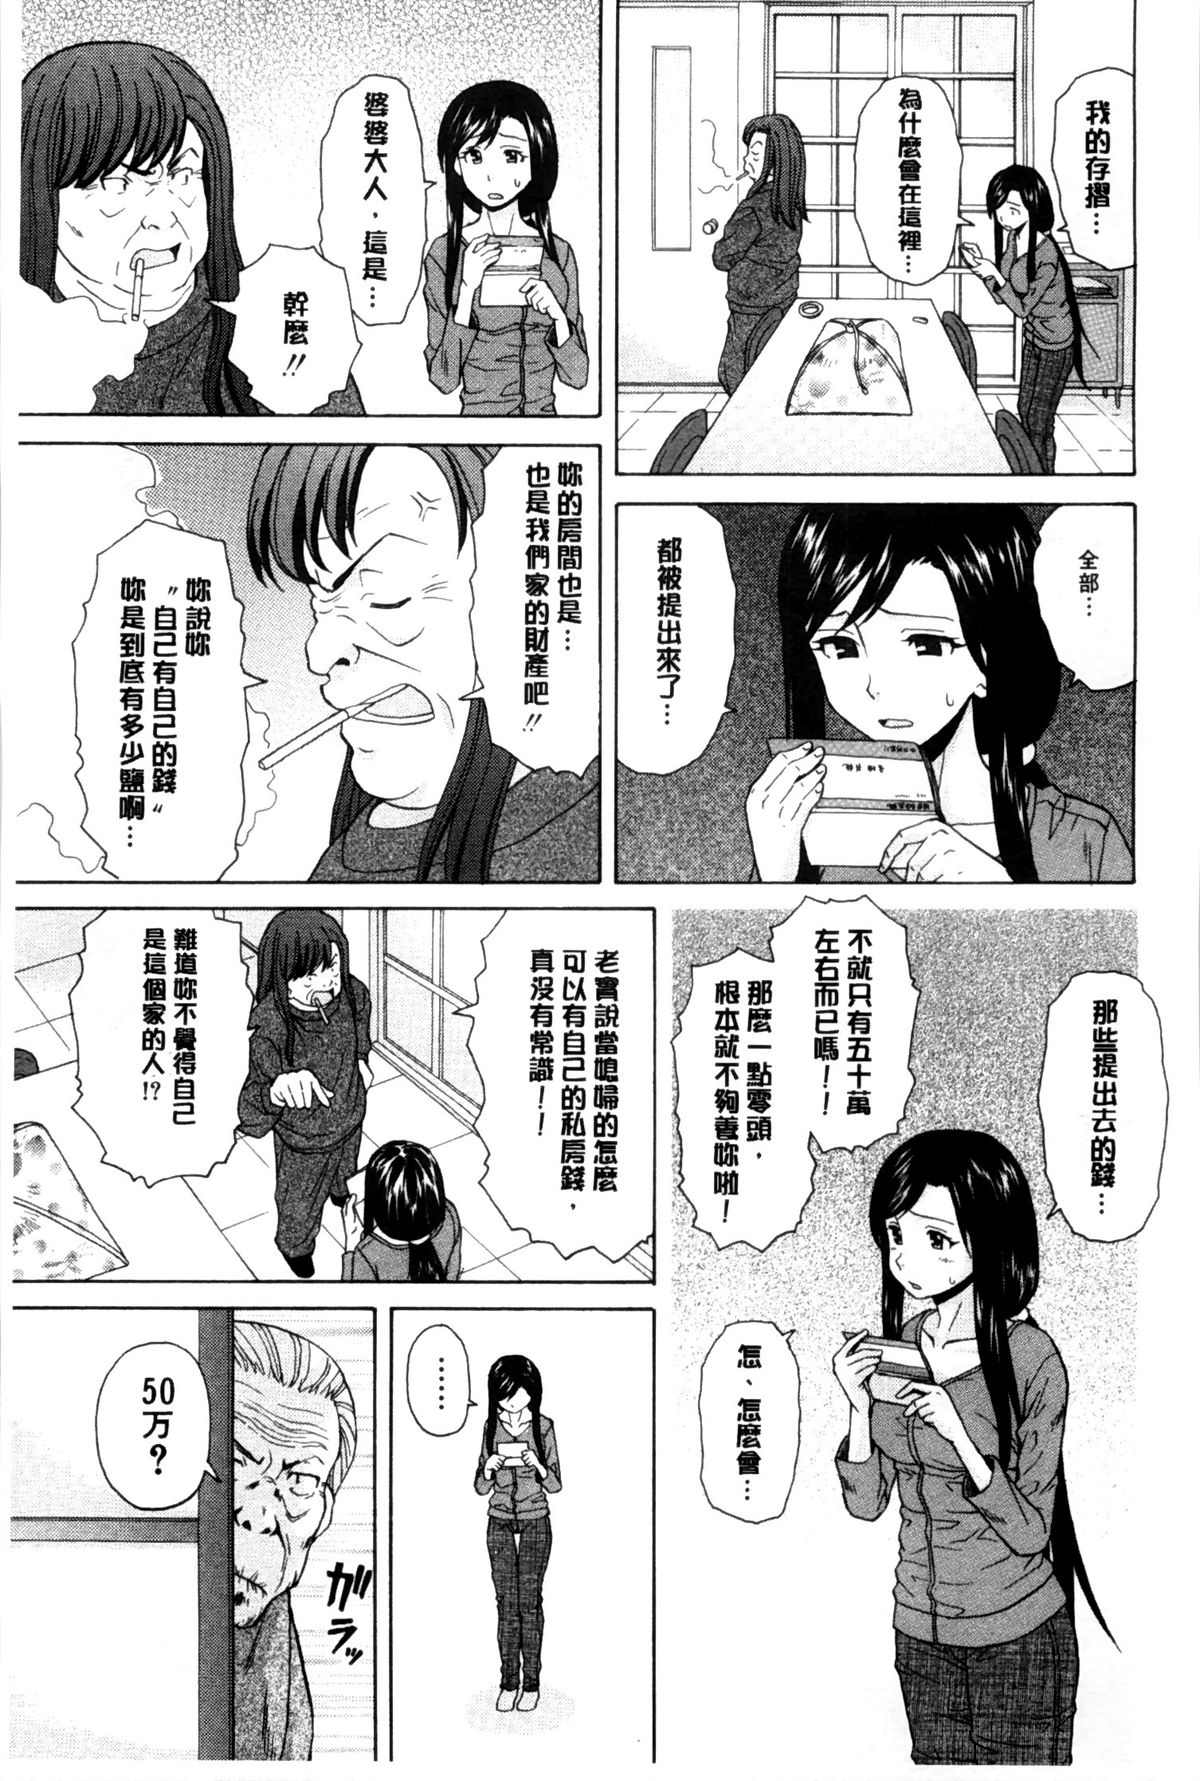 我的存摺…
為什麼會在這裡…
婆婆大人，這是…
幹麼!!
全部…
都被提出來了…
妳的房間也是…
也是我們家的財產吧!!
妳說妳
〝自己有自己的錢〞
妳是到底有多少鹽啊…
那些提出去的錢…
不就只有五十萬
左右而已嗎！！
那麼一點零頭，
根本就不夠養妳啦！
怎、怎麼會…
老實說當媳婦的怎麼
可以有自己的私房錢，
真沒有常識！！
難道妳不覺得自己
是這個家的人!?
……
50
万？
ガラッ